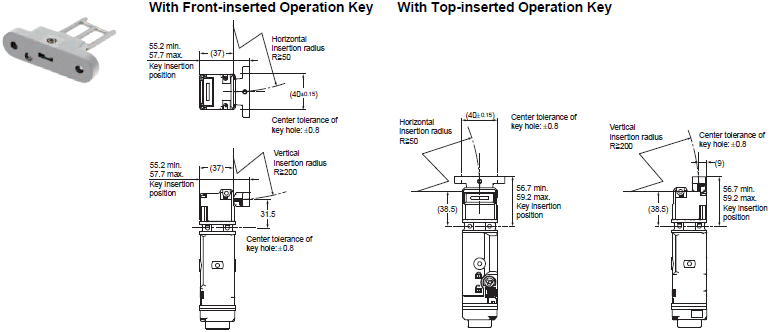 With Front-inserted Operation Key
55.2 min.
57.7 max.
Key insertion
position
(37)
Horizontal
insertion radius
R≧50
(40±0.15)
Center tolerance of
key hole: ±0.8
55.2 min.
57.7 max.
Key insertion
position
(37)
Vertical
insertion radius
R≧200
31.5
Center tolerance of
key hole: ±0.8
With Top-inserted Operation Key
Horizontal
insertion radius
R≧50
(40±0.15)
Center tolerance of
key hole: ±0.8
(38.5)
56.7 min.
59.2 max.
Key insertion
position
Vertical
insertion radius
R≧200
Center tolerance of
key hole: ±0.8
(9)
(38.5)
56.7 min.
59.2 max.
Key insertion
position